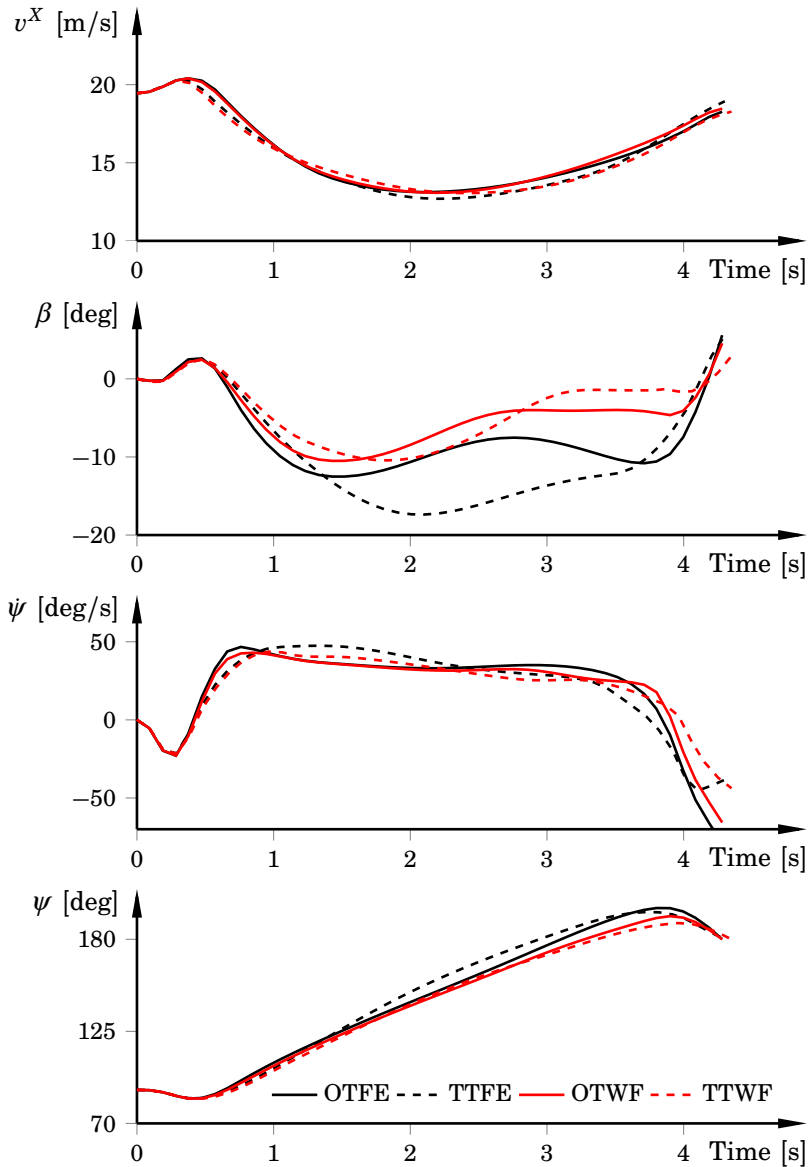 v^X [m/s]
20
15
10
0 1 2 3 4 Time [s]
β [deg]
0
−10
−20
0 1 2 3 4 Time [s]
ψ̇ [deg/s]
50
0
−50
0 1 2 3 4 Time [s]
ψ [deg]
180
125
70
OTFE TTFE OTWF TTWF
0 1 2 3 4 Time [s]